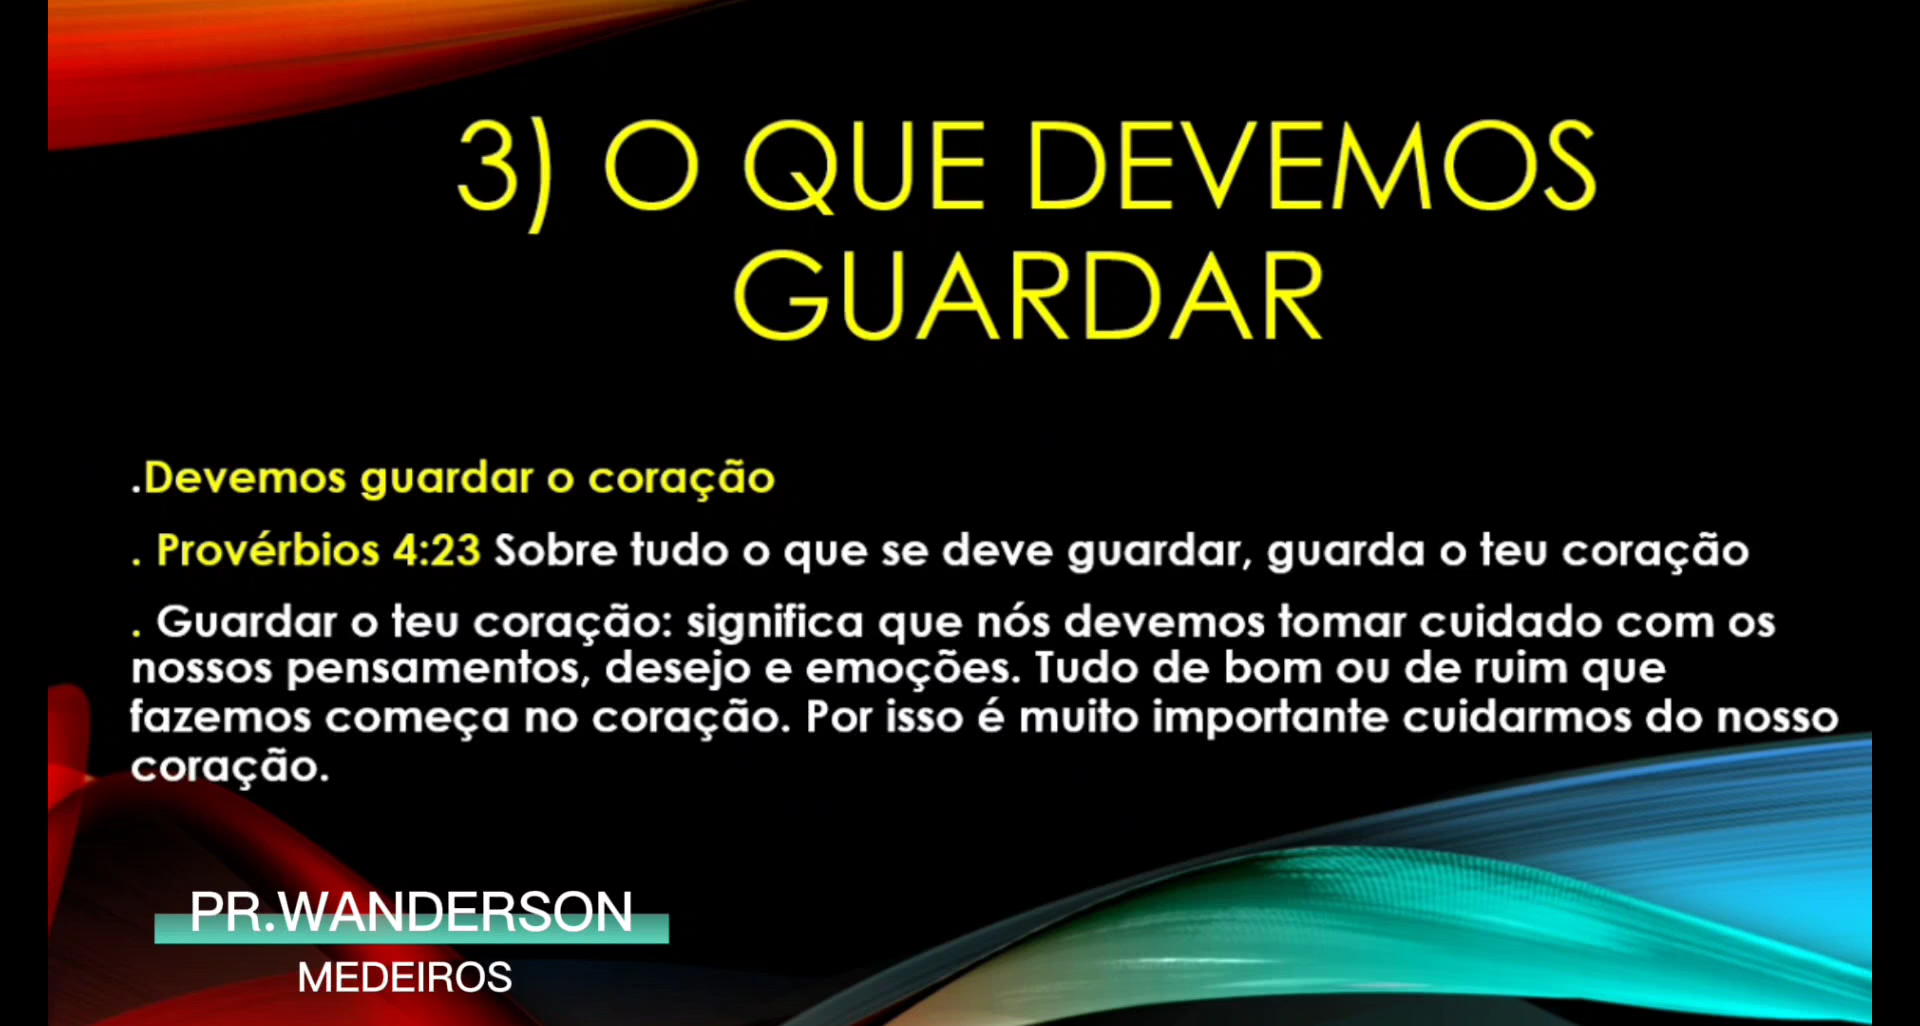 3) O QUE DEVEMOS
GUARDAR
.Devemos guardar o coração
. Provérbios 4:23 Sobre tudo o que se deve guardar, guarda o teu coração
. Guardar o teu coração: significa que nós devemos tomar cuidado com os
nossos pensamentos, desejo e emoções. Tudo de bom ou de ruim que
fazemos começa no coração. Por isso é muito importante cuidarmos do nosso
coração.
PR.WANDERSON
MEDEIROS